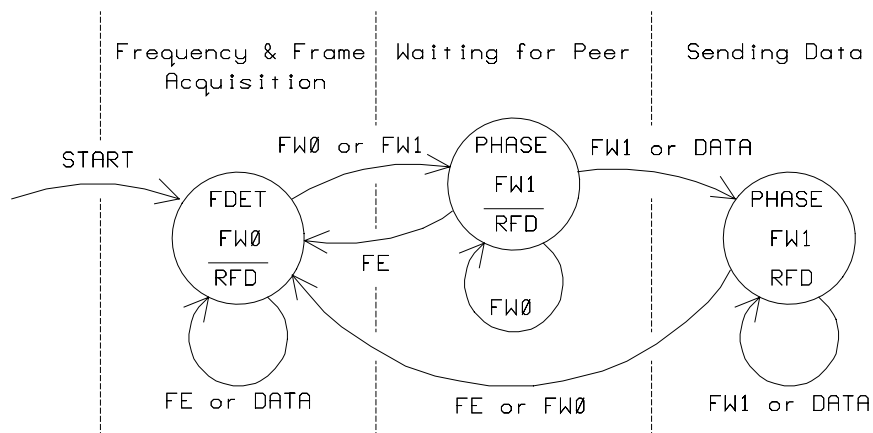 Frequency & Frame
Acquisition
Waiting for Peer
Sending Data
START
FW0 or FW1
FW1 or DATA
FDET
FW0
RFD
PHASE
FW1
RFD
PHASE
FW1
RFD
FE
FW0
FE or DATA
FE or FW0
FW1 or DATA